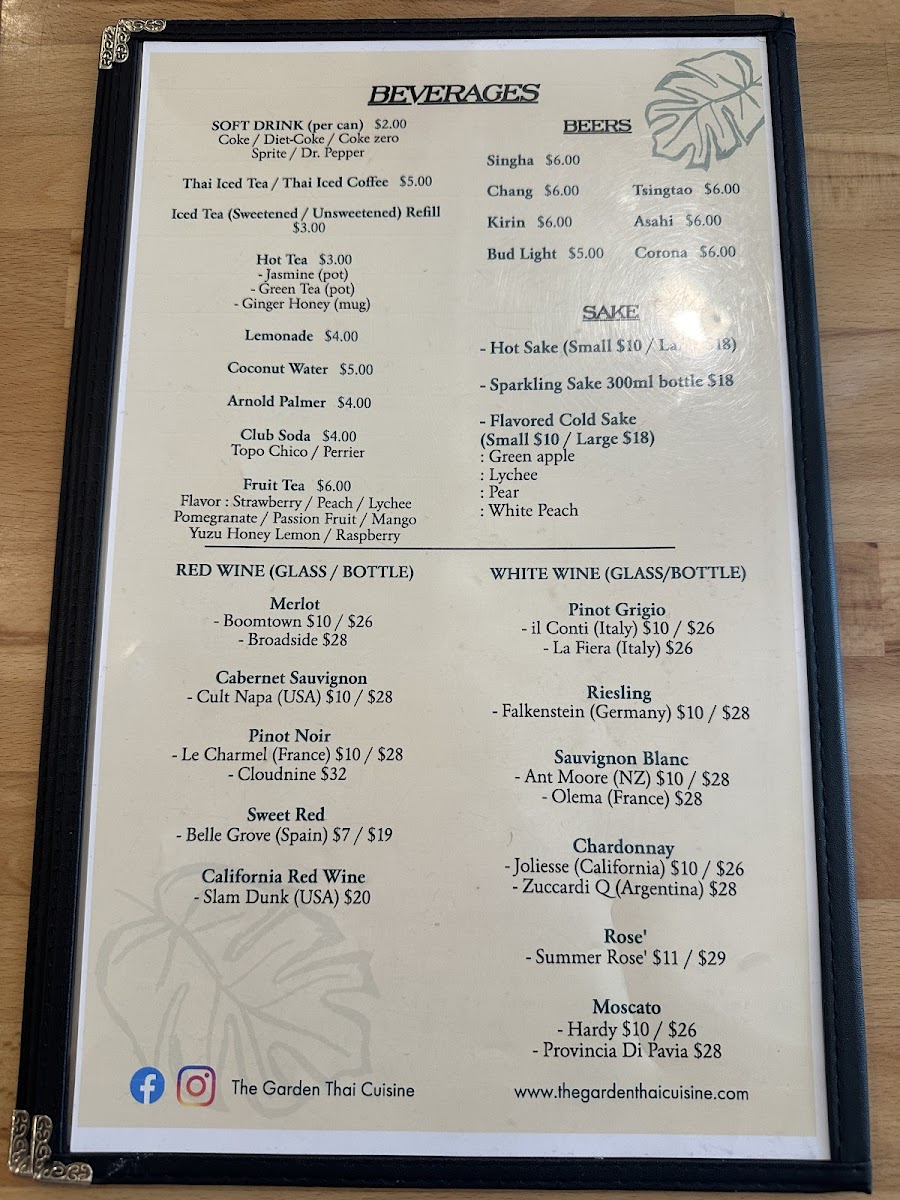 BEVERAGES
SOFT DRINK (per can) $2.00
Coke / Diet-Coke / Coke zero
Sprite / Dr. Pepper
Thai Iced Tea / Thai Iced Coffee $5.00
Iced Tea (Sweetened / Unsweetened) Refill
$3.00
Hot Tea $3.00
- Jasmine (pot)
- Green Tea (pot)
- Ginger Honey (mug)
Lemonade $4.00
Coconut Water $5.00
Arnold Palmer $4.00
Club Soda $4.00
Topo Chico / Perrier
Fruit Tea $6.00
Flavor : Strawberry / Peach / Lychee
Pomegranate / Passion Fruit / Mango
Yuzu Honey Lemon / Raspberry
BEERS
Singha $6.00
Chang $6.00 Tsingtao $6.00
Kirin $6.00 Asahi $6.00
Bud Light $5.00 Corona $6.00
SAKE
- Hot Sake (Small $10 / 18)
- Sparkling Sake 300ml bottle $18
- Flavored Cold Sake
(Small $10 / Large $18)
: Green apple
: Lychee
: Pear
: White Peach
RED WINE (GLASS / BOTTLE)
Merlot
- Boomtown $10 / $26
- Broadside $28
Cabernet Sauvignon
- Cult Napa (USA) $10 / $28
Pinot Noir
- Le Charmel (France) $10 / $28
- Cloudnine $32
Sweet Red
- Belle Grove (Spain) $7 / $19
California Red Wine
- Slam Dunk (USA) $20
WHITE WINE (GLASS/BOTTLE)
Pinot Grigio
- il Conti (Italy) $10 / $26
- La Fiera (Italy) $26
Riesling
- Falkenstein (Germany) $10 / $28
Sauvignon Blanc
- Ant Moore (NZ) $10 / $28
- Olema (France) $28
Chardonnay
- Joliesse (California) $10 / $26
- Zuccardi Q (Argentina) $28
Rose'
- Summer Rose' $11 / $29
Moscato
- Hardy $10 / $26
- Provincia Di Pavia $28
The Garden Thai Cuisine
www.thegardenthaicuisine.com